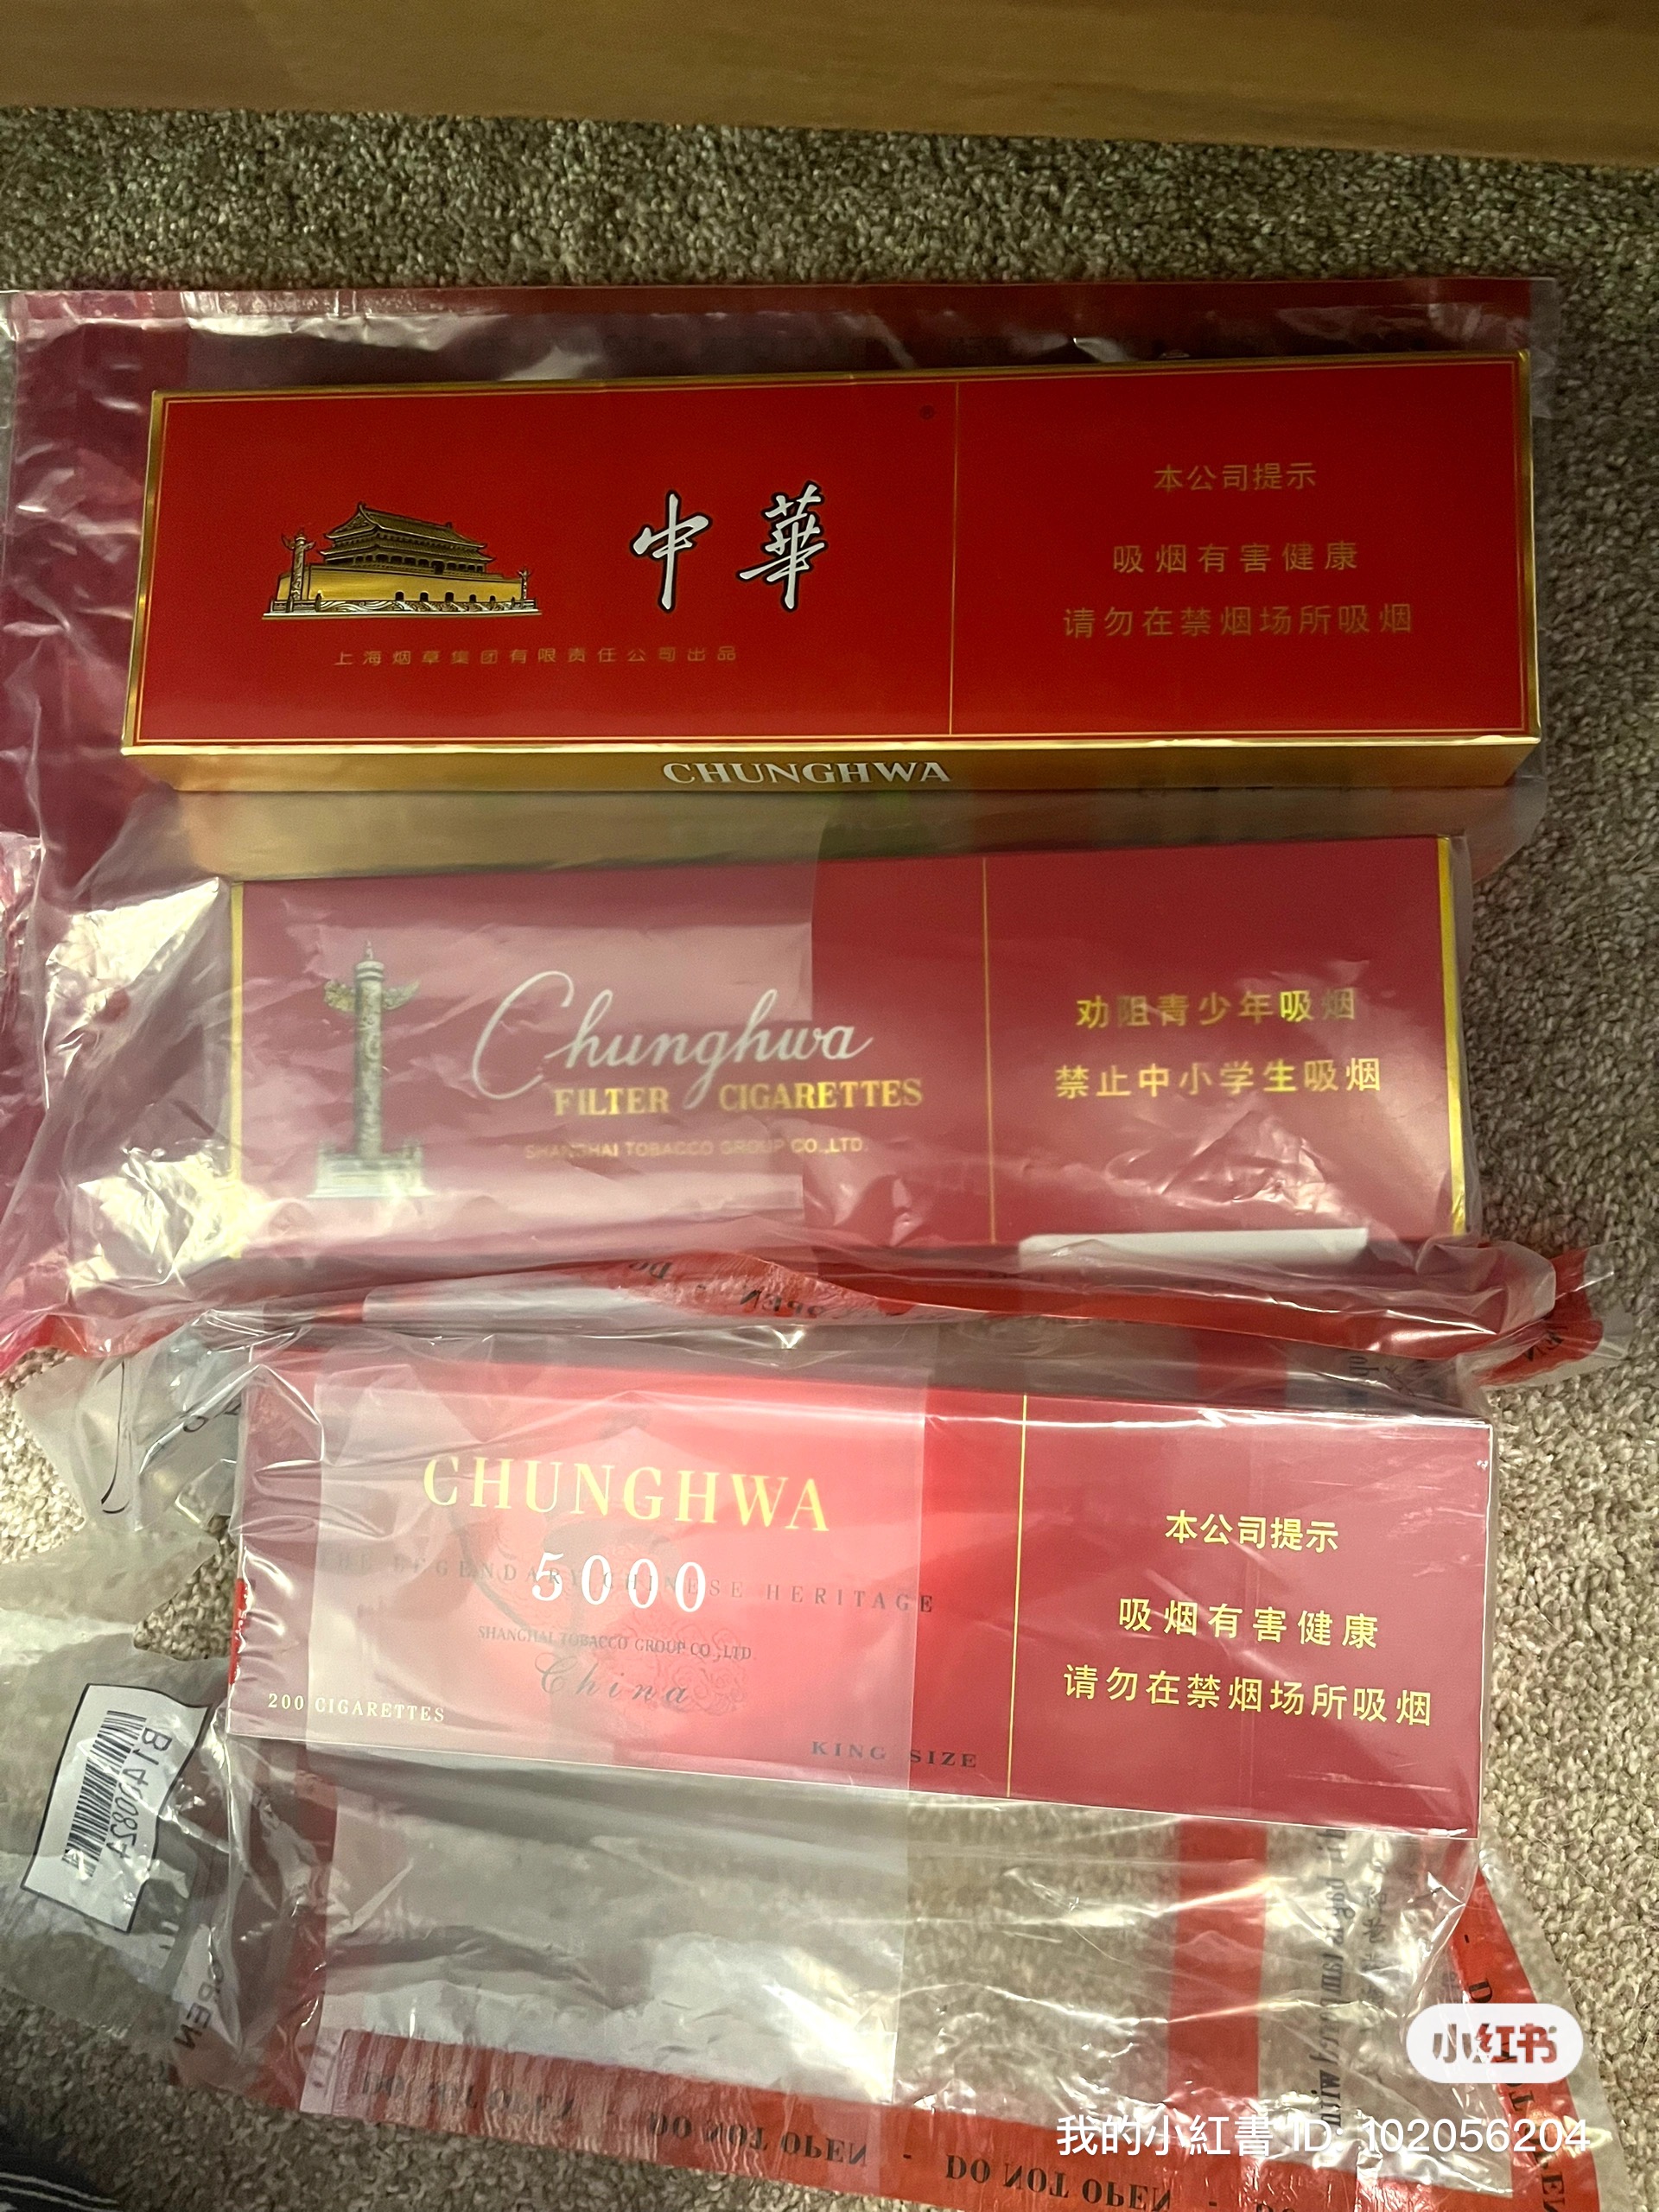 中華
®
上海烟草集团有限责任公司出品
本公司提示
吸烟有害健康
请勿在禁烟场所吸烟
CHUNGHWA
Chunghwa
FILTER CIGARETTES
SHANGHAI TOBACCO GROUP CO.,LTD.
劝阻青少年吸烟
禁止中小学生吸烟
CHUNGHWA
THE LEGENDARY CHINESE HERITAGE
5000
SHANGHAI TOBACCO GROUP CO.,LTD.
China
200 CIGARETTES
KING SIZE
本公司提示
吸烟有害健康
请勿在禁烟场所吸烟
DO NOT OPEN - DO NOT OPEN
小红书
我的小紅書 ID: 102056204